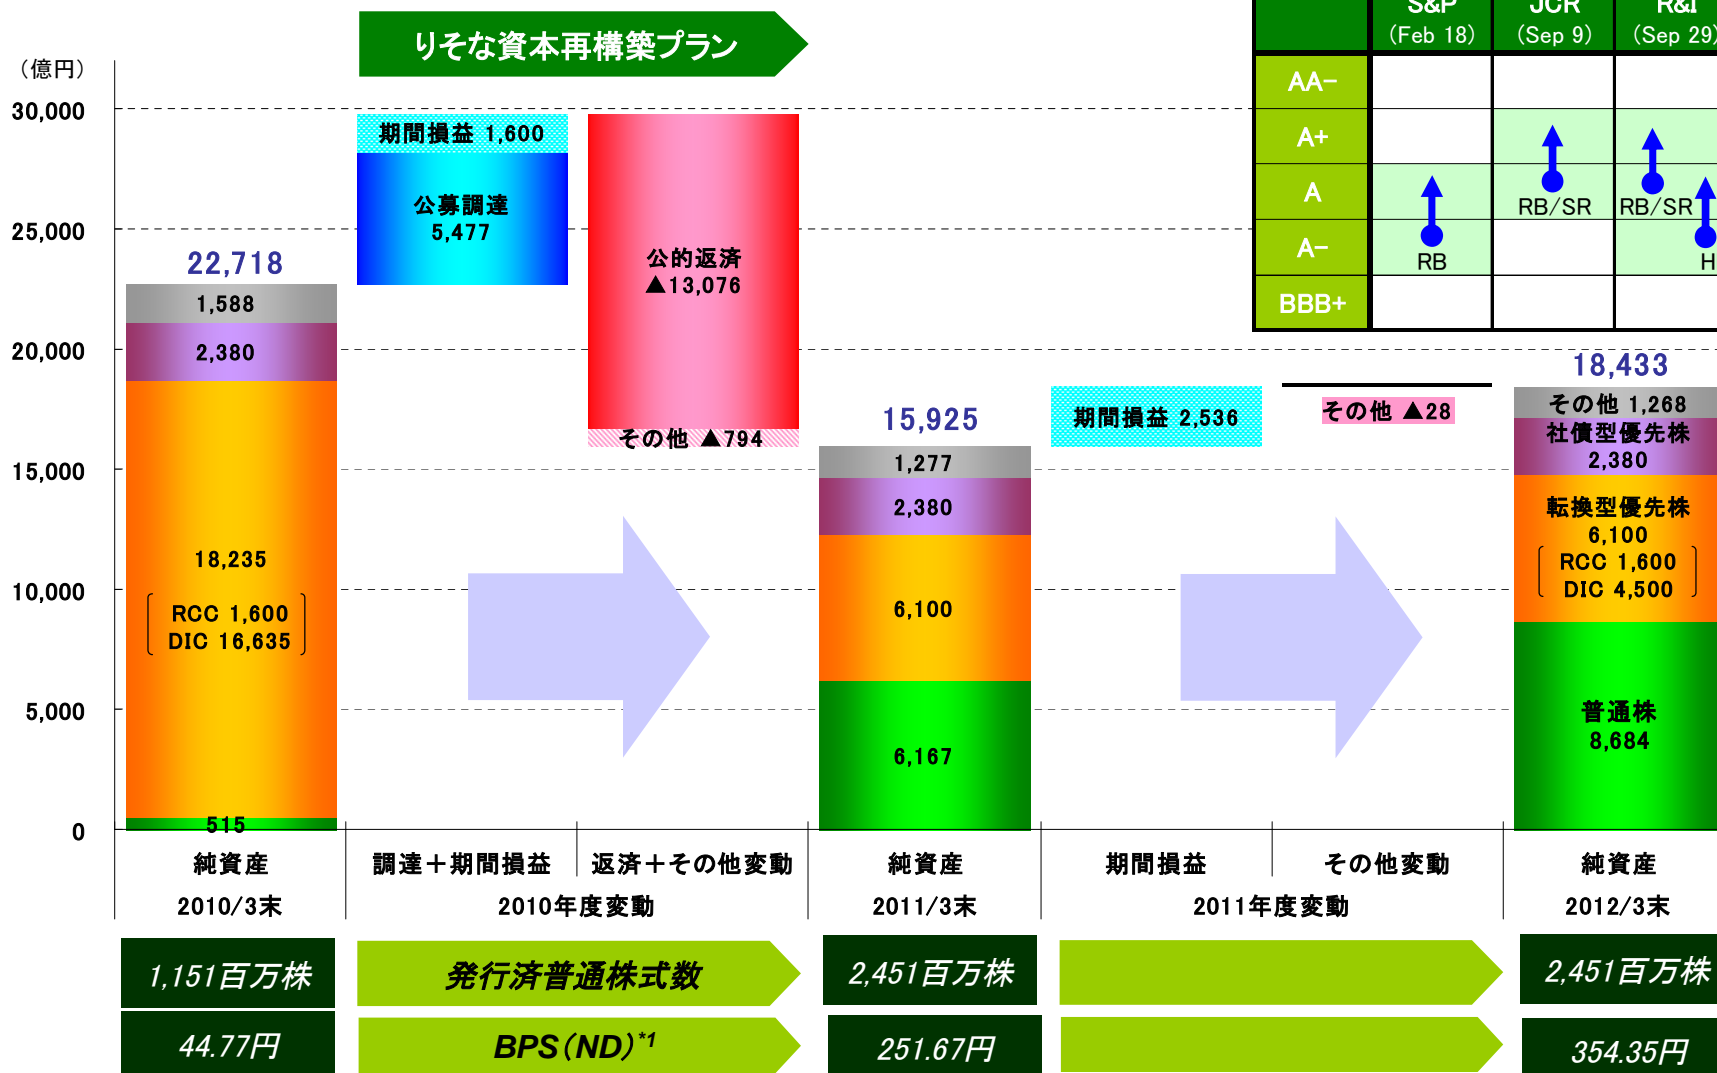 りそな資本再構築プラン
S&P
JCR
R&I
(Feb 18)
(Sep 9)
(Sep 29)
AA-
A+
A
RB/SR
RB/SR
A-
RB
H
BBB+
(億円)
30,000
25,000
20,000
15,000
10,000
5,000
0
22,718
1,588
2,380
18,235
RCC 1,600
DIC 16,635
515
期間損益 1,600
公募調達
5,477
公的返済
▲13,076
その他 ▲794
15,925
1,277
2,380
6,100
6,167
期間損益 2,536
その他 ▲28
18,433
その他 1,268
社債型優先株
2,380
転換型優先株
6,100
RCC 1,600
DIC 4,500
普通株
8,684
純資産
調達+期間損益
返済+その他変動
純資産
期間損益
その他変動
純資産
2010/3末
2010年度変動
2011/3末
2011年度変動
2012/3末
1,151百万株
発行済普通株式数
2,451百万株
2,451百万株
44.77円
BPS(ND)*1
251.67円
354.35円